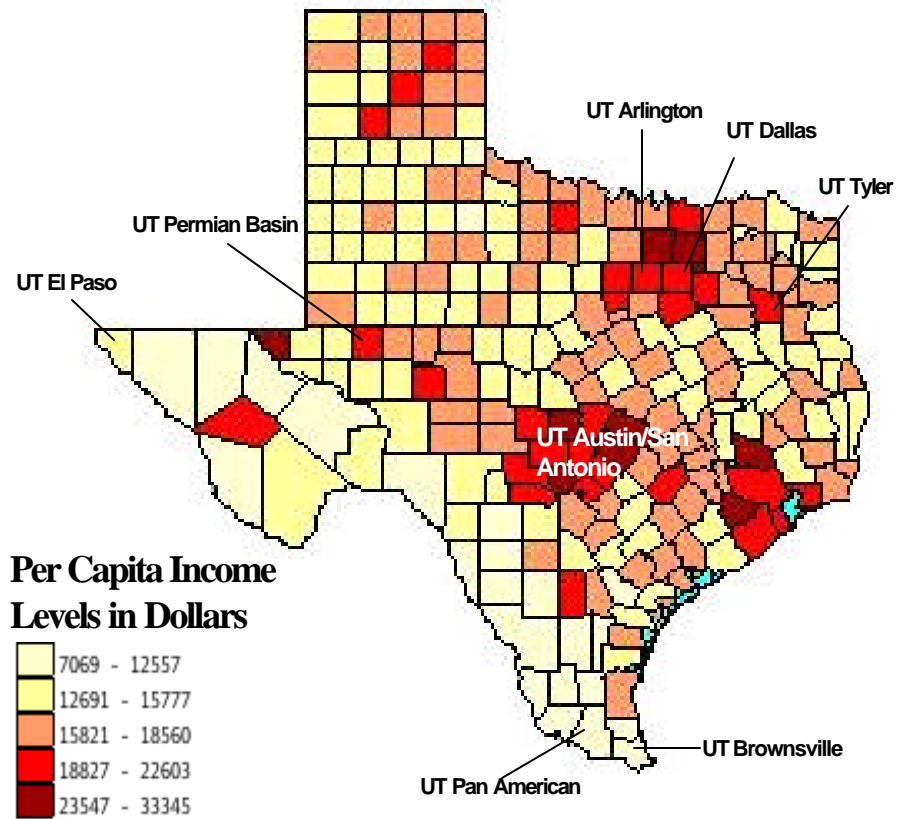 UT Arlington
UT Dallas
UT Tyler
UT Permian Basin
UT El Paso
UT Austin/San
Antonio
Per Capita Income
Levels in Dollars
7069 - 12557
12691 - 15777
15821 - 18560
18827 - 22603
23547 - 33345
UT Brownsville
UT Pan American